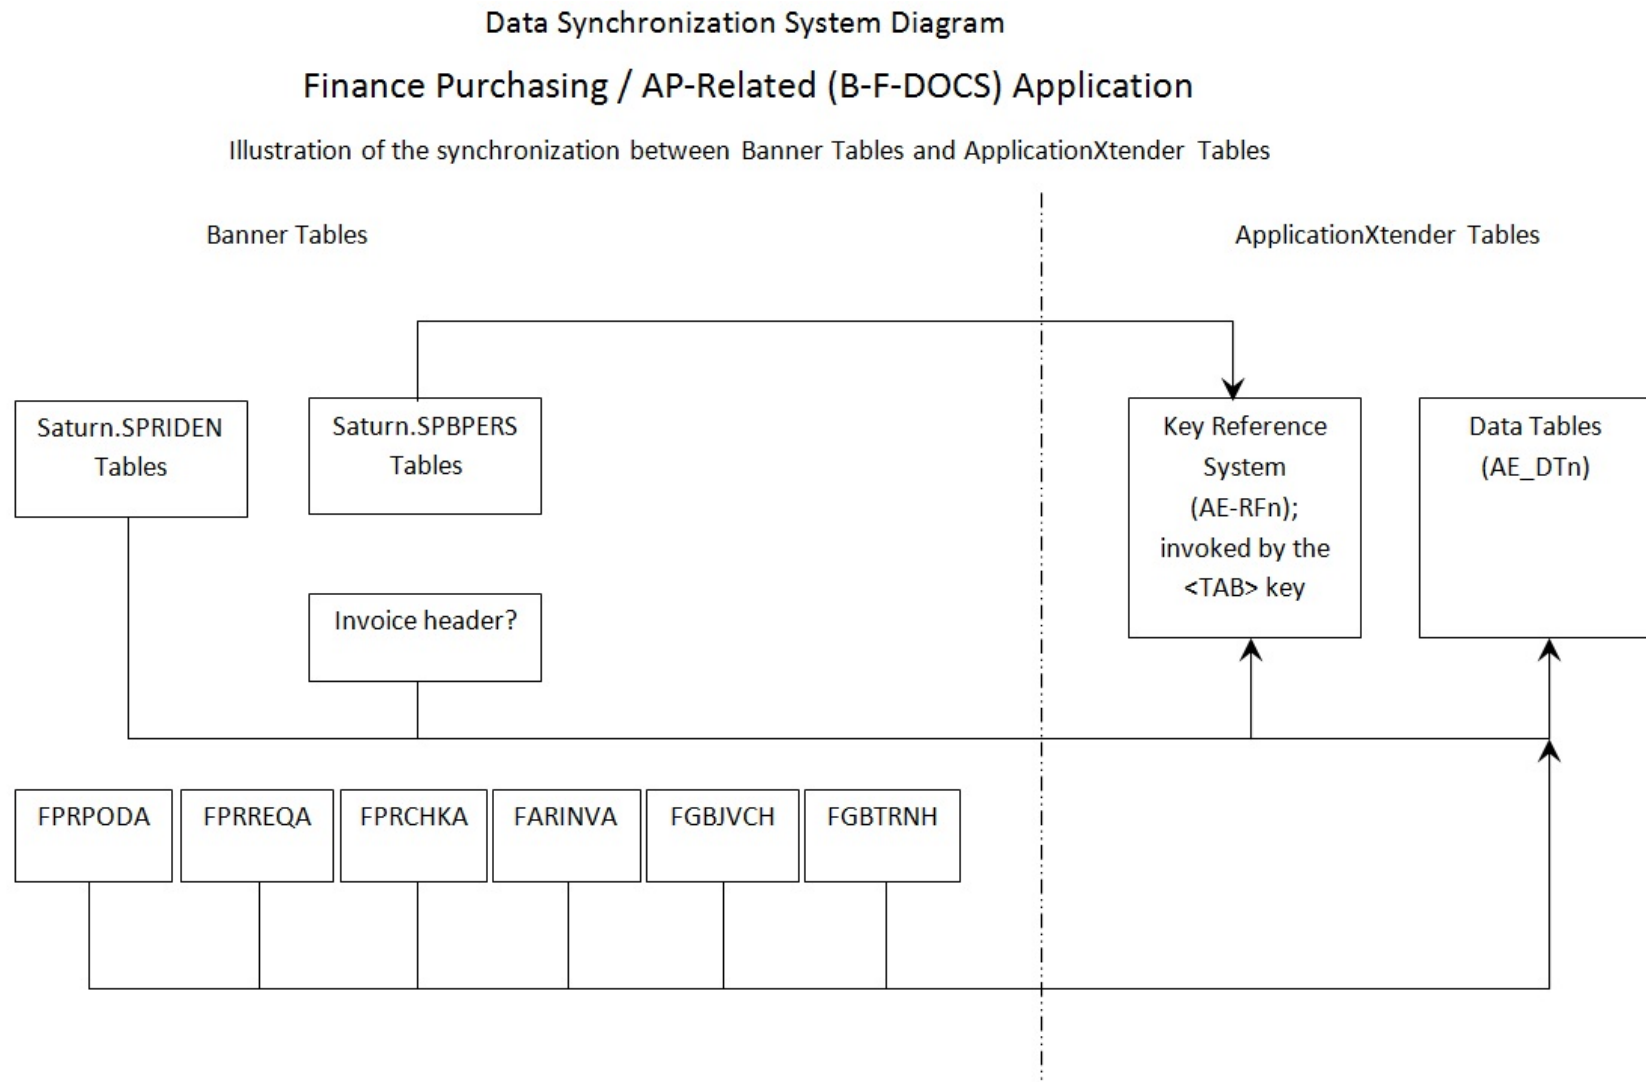 Data Synchronization System Diagram
Finance Purchasing / AP-Related (B-F-DOCS) Application
Illustration of the synchronization between Banner Tables and ApplicationXtender Tables
Banner Tables
ApplicationXtender Tables
Saturn.SPRIDEN
Tables
Saturn.SPBPERS
Tables
Key Reference
System
(AE-RFn);
invoked by the
<TAB> key
Data Tables
(AE_DTn)
Invoice header?
FPRPODA
FPRREQA
FPRCHKA
FARINVA
FGBJVCH
FGBTRNH